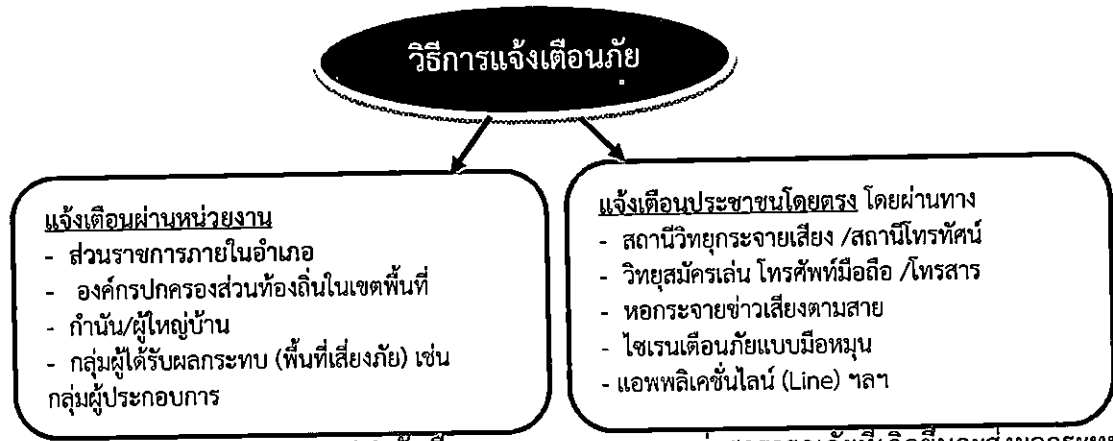 วิธีการแจ้งเตือนภัย
แจ้งเตือนผ่านหน่วยงาน
- ส่วนราชการภายในอำเภอ
- องค์กรปกครองส่วนท้องถิ่นในเขตพื้นที่
- กำนัน/ผู้ใหญ่บ้าน
- กลุ่มผู้ได้รับผลกระทบ (พื้นที่เสี่ยงภัย) เช่น
กลุ่มผู้ประกอบการ
แจ้งเตือนประชาชนโดยตรง โดยผ่านทาง
- สถานีวิทยุกระจายเสียง /สถานีโทรทัศน์
- วิทยุสมัครเล่น โทรศัพท์มือถือ /โทรสาร
- หอกระจายข่าวเสียงตามสาย
- ไซเรนเตือนภัยแบบมือหมุน
- แอพพลิเคชั่นไลน์ (Line) ฯลฯ